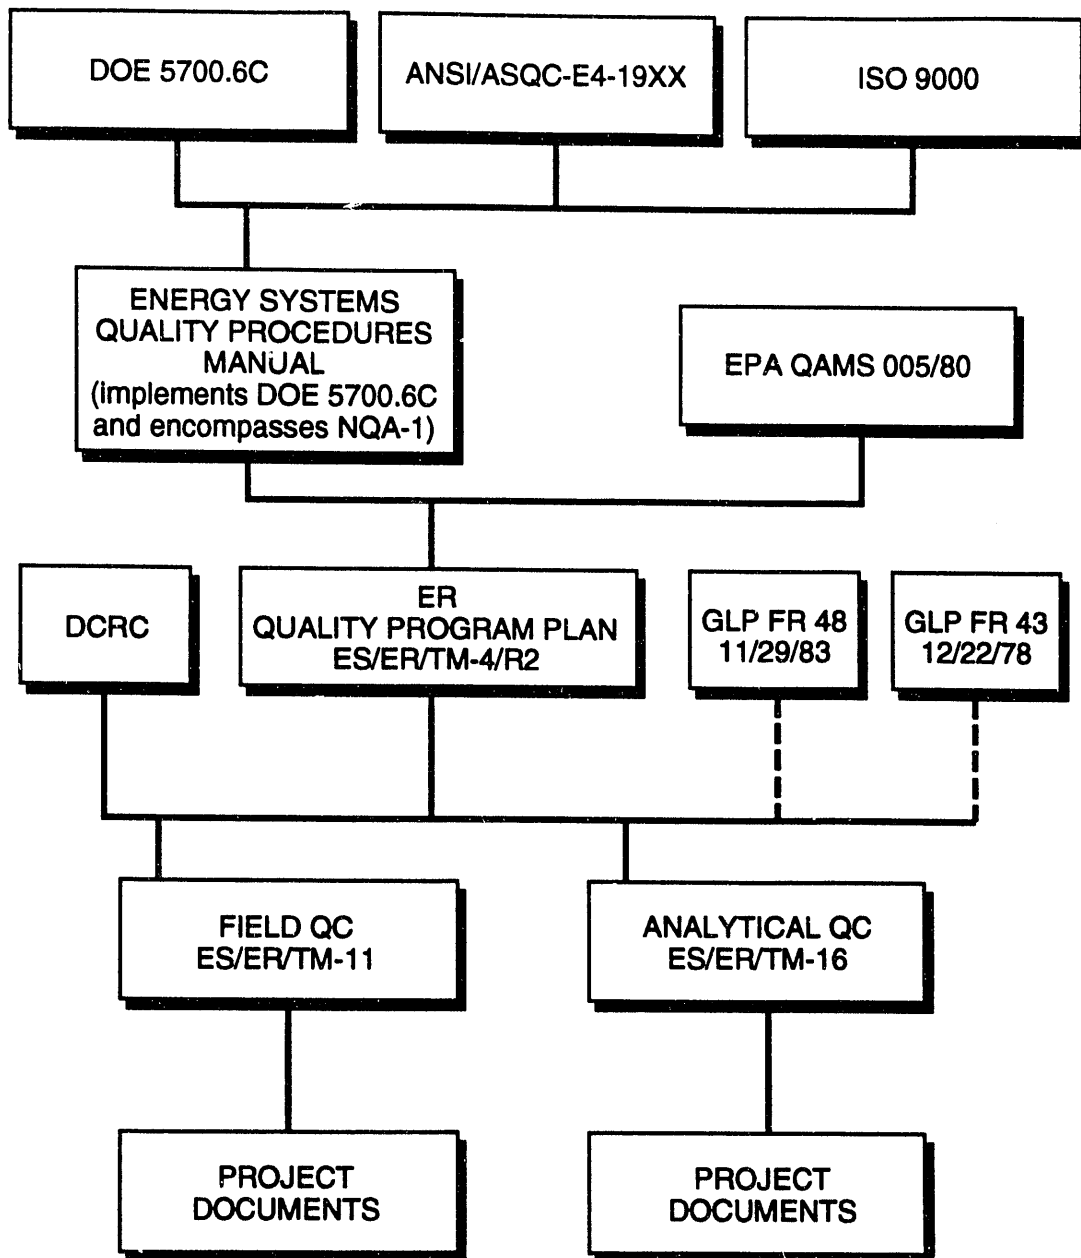 DOE 5700.6C
ANSI/ASQC-E4-19XX
ISO 9000
ENERGY SYSTEMS
QUALITY PROCEDURES
MANUAL
(implements DOE 5700.6C
and encompasses NQA-1)
EPA QAMS 005/80
DCRC
ER
QUALITY PROGRAM PLAN
ES/ER/TM-4/R2
GLP FR 48
11/29/83
GLP FR 43
12/22/78
FIELD QC
ES/ER/TM-11
ANALYTICAL QC
ES/ER/TM-16
PROJECT
DOCUMENTS
PROJECT
DOCUMENTS